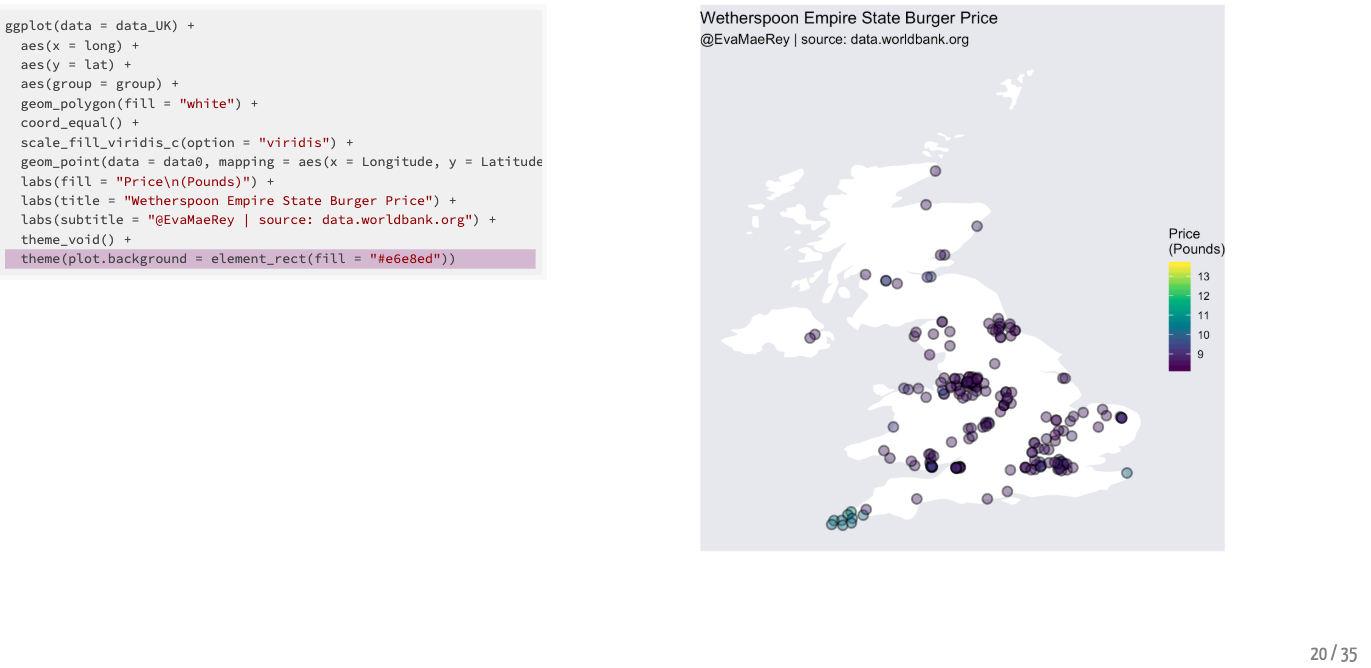 ggplot(data = data_UK) +
  aes(x = long) +
  aes(y = lat) +
  aes(group = group) +
  geom_polygon(fill = "white") +
  coord_equal() +
  scale_fill_viridis_c(option = "viridis") +
  geom_point(data = data0, mapping = aes(x = Longitude, y = Latitude
  labs(fill = "Price\n(Pounds)") +
  labs(title = "Wetherspoon Empire State Burger Price") +
  labs(subtitle = "@EvaMaeRey | source: data.worldbank.org") +
  theme_void() +
  theme(plot.background = element_rect(fill = "#e6e8ed"))
Wetherspoon Empire State Burger Price
@EvaMaeRey | source: data.worldbank.org
Price
(Pounds)
13
12
11
10
9
20 / 35